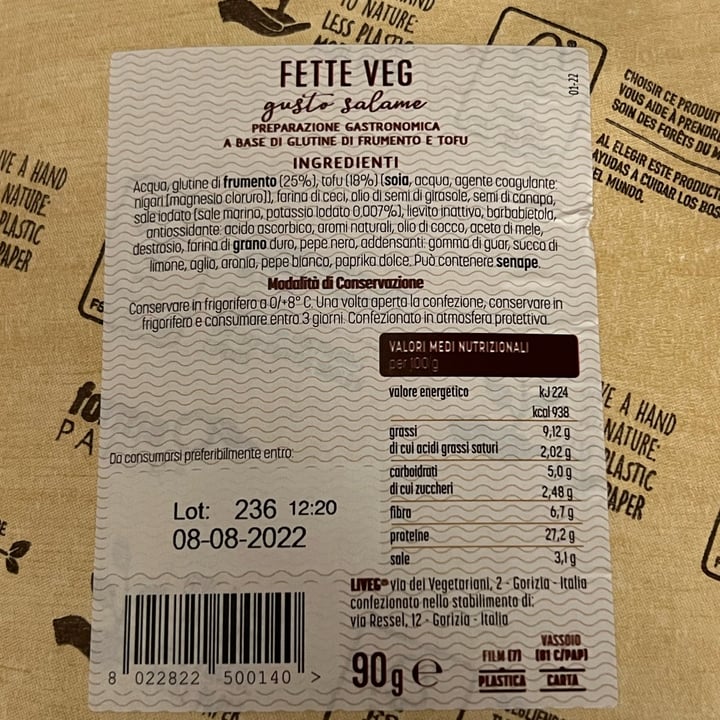 TO NATURE:
LESS PLASTIC
01-22
FETTE VEG
gusto salame
PREPARAZIONE GASTRONOMICA
A BASE DI GLUTINE DI FRUMENTO E TOFU
INGREDIENTI
Acqua, glutine di frumento (25%), tofu (18%) (soia, acqua, agente coagulante:
nigari [magnesio cloruro]), farina di ceci, olio di semi di girasole, semi di canapa,
sale iodato (sale marino, potassio iodato 0,007%), lievito inattivo, barbabietola,
antiossidante: acido ascorbico, aromi naturali, olio di cocco, aceto di mele,
destrosio, farina di grano duro, pepe nero, addensanti: gomma di guar, succo di
limone, aglio, aronia, pepe bianco, paprika dolce. Può contenere senape.
Modalità di Conservazione
Conservare in frigorifero a 0/+8° C. Una volta aperta la confezione, conservare in
frigorifero e consumare entro 3 giorni. Confezionato in atmosfera protettiva.
VALORI MEDI NUTRIZIONALI
per 100 g
valore energetico kJ 224
kcal 938
grassi 9,12 g
di cui acidi grassi saturi 2,02 g
carboidrati 5,0 g
di cui zuccheri 2,48 g
fibra 6,7 g
proteine 27,2 g
sale 3,1 g
Da consumarsi preferibilmente entro:
Lot: 236 12:20
08-08-2022
LIVEG® via dei Vegetariani, 2 - Gorizia - Italia
confezionato nello stabilimento di:
via Ressel, 12 - Gorizia - Italia
8 022822 500140 >
90g e
FILM (7)
PLASTICA
VASSOIO
(81 C/PAP)
CARTA
CHOISIR CE PRODUIT
VOUS AIDE À PRENDRE
SOIN DES FORÊTS DU
AL ELEGIR ESTE PRODUCTO
AYUDAS A CUIDAR LOS
EL MUNDO.
A HAND
NATURE:
PLASTIC
PAPER
A HAND
NATURE:
PLASTIC
PAPER